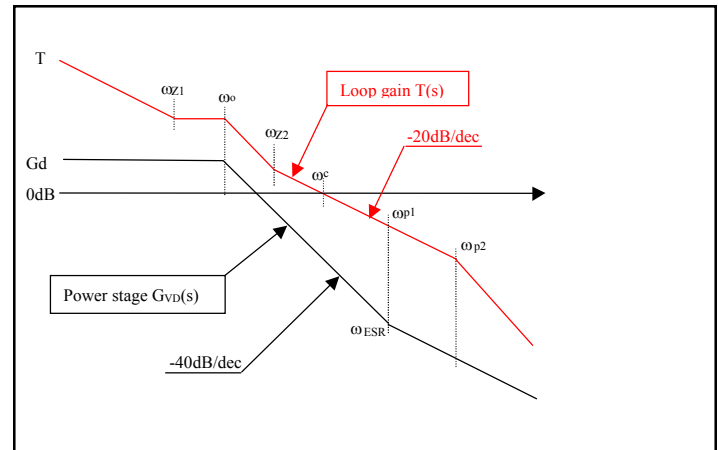 T
ωZ1
ωo
Loop gain T(s)
ωZ2
-20dB/dec
Gd
ωc
0dB
ωp1
ωp2
Power stage GVD(s)
ωESR
-40dB/dec